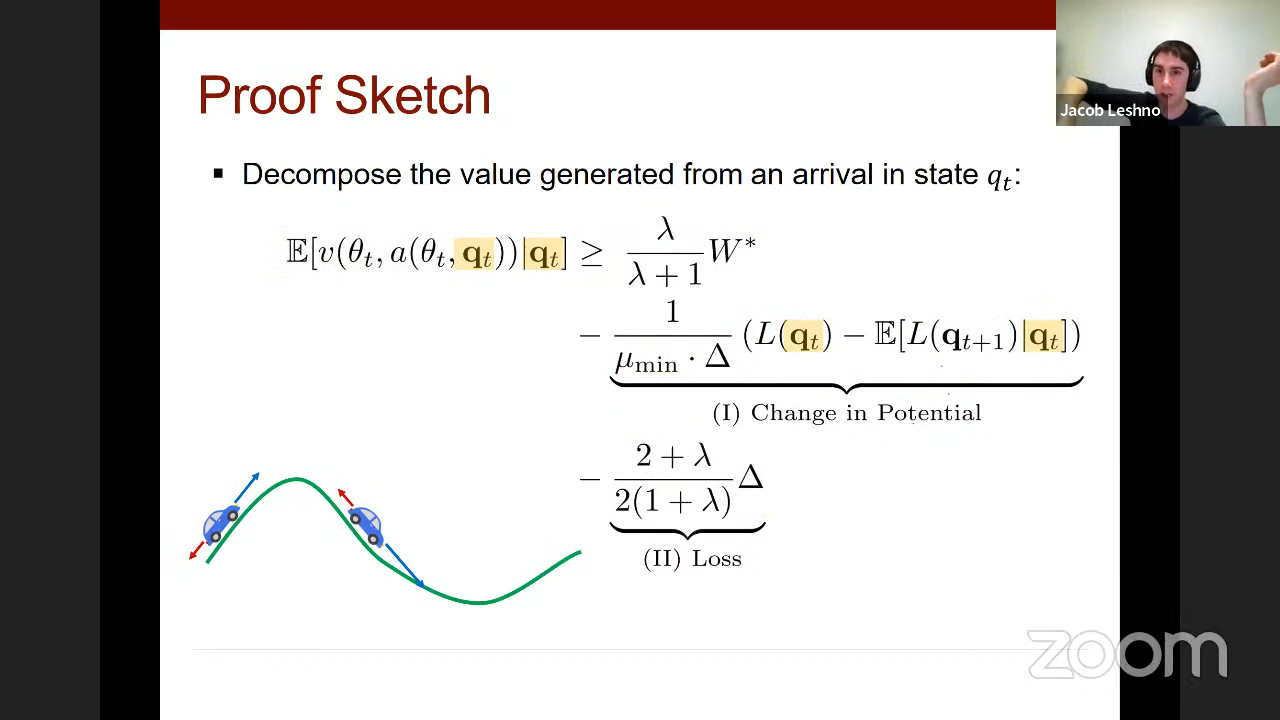 Proof Sketch
Jacob Leshno
▪ Decompose the value generated from an arrival in state q_t:
𝔼[v(θ_t, a(θ_t, q_t))|q_t] ≥ λ/(λ + 1) W*
− 1/(μ_min · Δ) (L(q_t) − 𝔼[L(q_{t+1})|q_t])
(I) Change in Potential
− (2 + λ)/(2(1 + λ)) Δ
(II) Loss
zoom